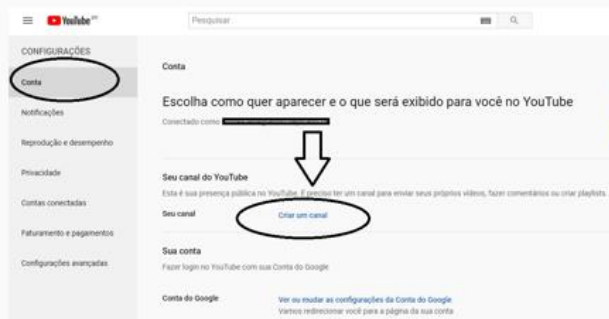 YouTube BR
Pesquisar
CONFIGURAÇÕES
Conta
Notificações
Reprodução e desempenho
Privacidade
Contas conectadas
Faturamento e pagamentos
Configurações avançadas
Conta
Escolha como quer aparecer e o que será exibido para você no YouTube
Conectado como
Seu canal do YouTube
Esta é sua presença pública no YouTube. É preciso ter um canal para enviar seus próprios vídeos, fazer comentários ou criar playlists.
Seu canal Criar um canal
Sua conta
Fazer login no YouTube com sua Conta do Google
Conta do Google Ver ou mudar as configurações da Conta do Google
Vamos redirecionar você para a página da sua conta